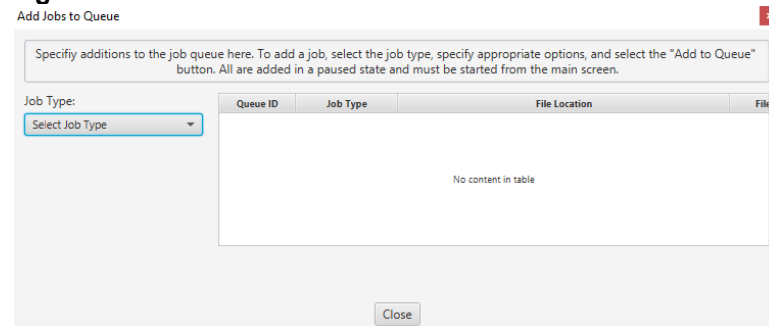 Add Jobs to Queue
Specifiy additions to the job queue here. To add a job, select the job type, specify appropriate options, and select the "Add to Queue"
button. All are added in a paused state and must be started from the main screen.
Job Type:
Select Job Type
Queue ID Job Type File Location File
No content in table
Close